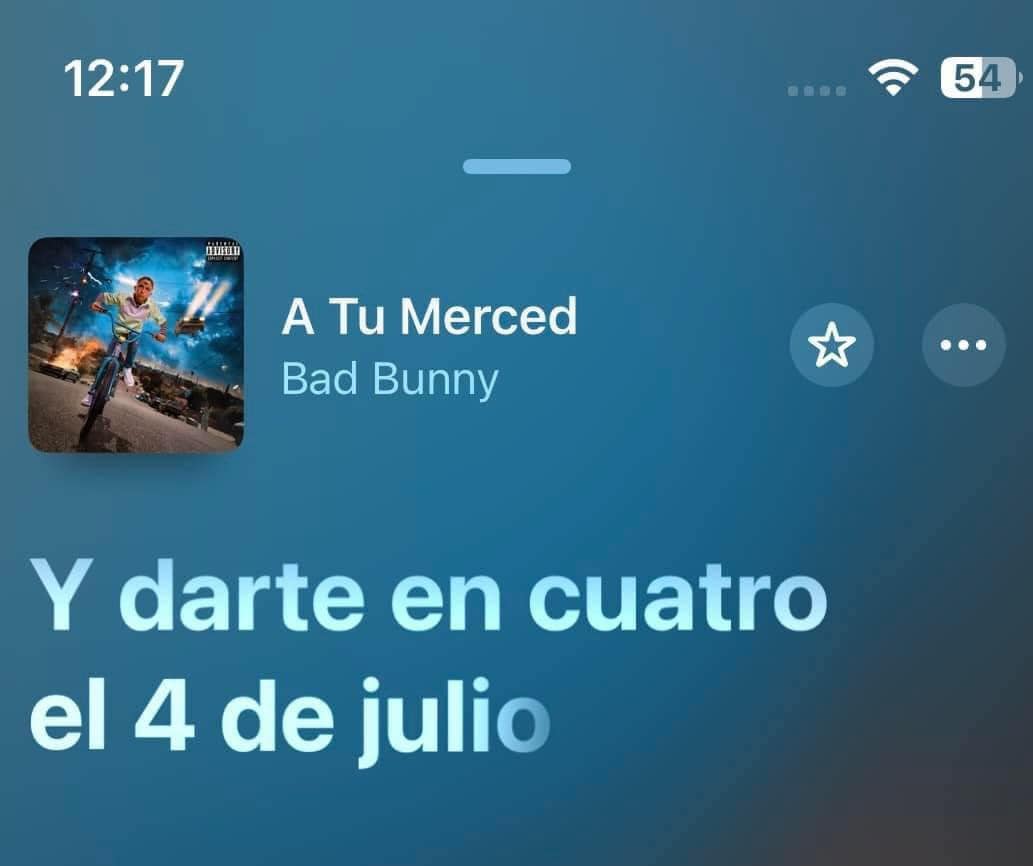 12:17
54
PARENTAL
ADVISORY
EXPLICIT CONTENT
A Tu Merced
Bad Bunny
Y darte en cuatro
el 4 de julio